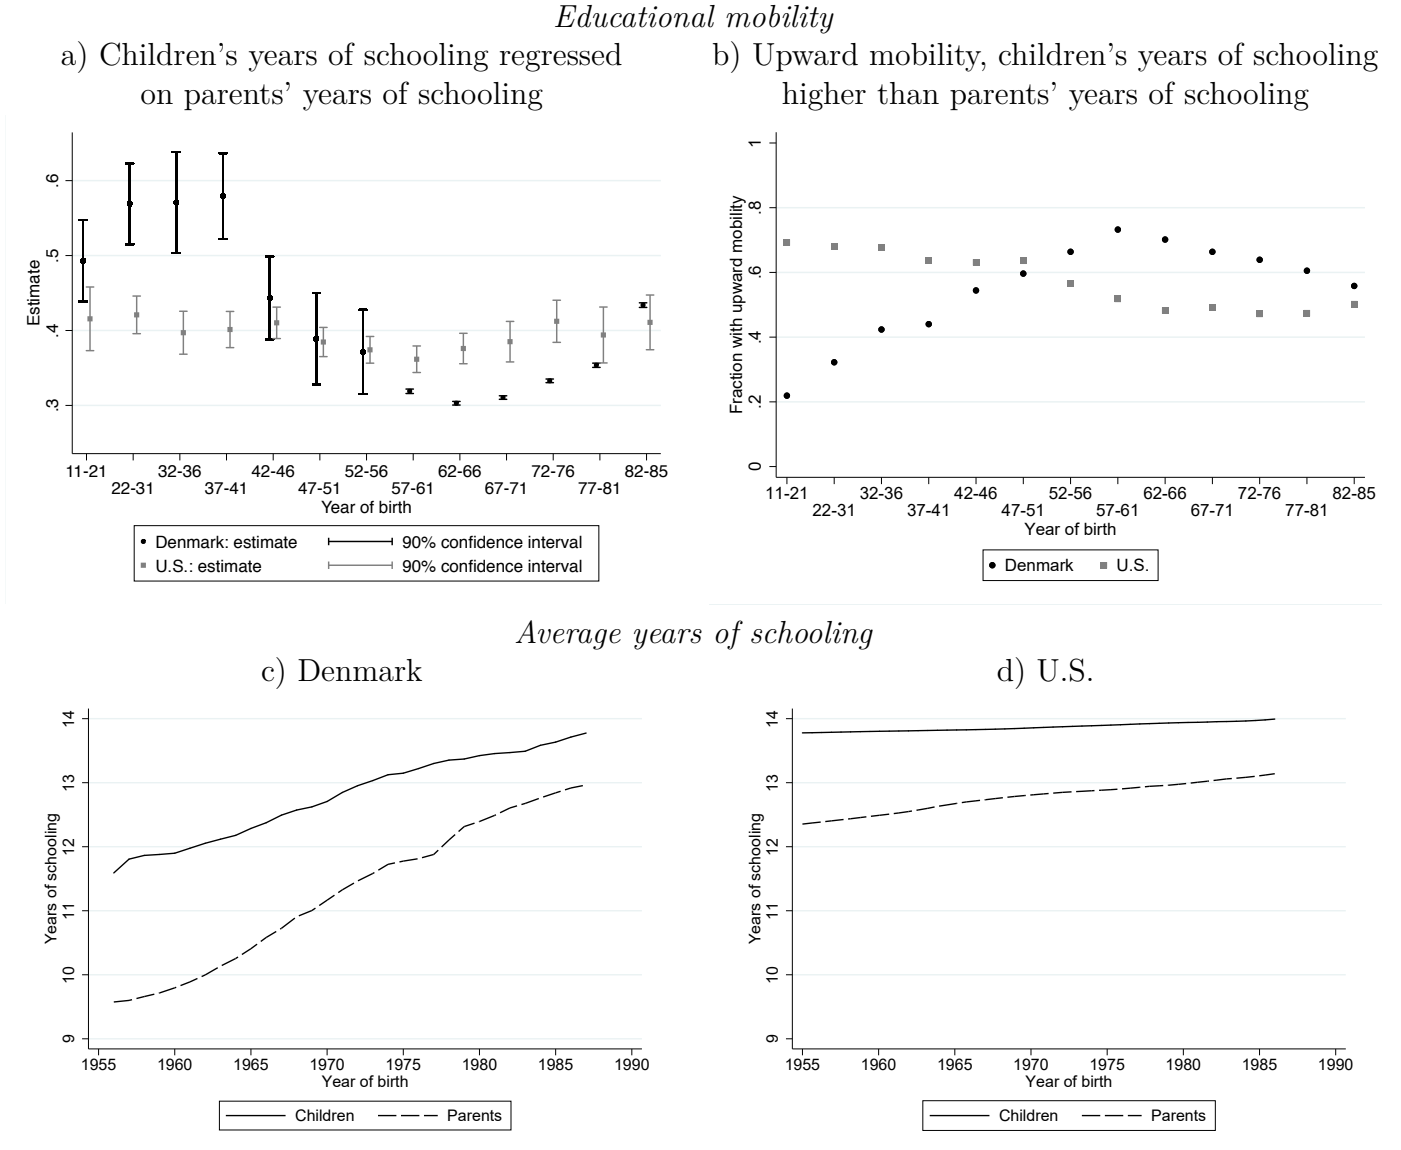 Educational mobility
a) Children's years of schooling regressed
on parents' years of schooling
b) Upward mobility, children's years of schooling
higher than parents' years of schooling
Estimate
.6
.5
.4
.3
11-21 32-36 42-46 52-56 62-66 72-76 82-85
22-31 37-41 47-51 57-61 67-71 77-81
Year of birth
Denmark: estimate 90% confidence interval
U.S.: estimate 90% confidence interval
Fraction with upward mobility
1
.8
.6
.4
.2
0
11-21 32-36 42-46 52-56 62-66 72-76 82-85
22-31 37-41 47-51 57-61 67-71 77-81
Year of birth
Denmark U.S.
Average years of schooling
c) Denmark
Years of schooling
14
13
12
11
10
9
1955 1960 1965 1970 1975 1980 1985 1990
Year of birth
Children Parents
d) U.S.
Years of schooling
14
13
12
11
10
9
1955 1960 1965 1970 1975 1980 1985 1990
Year of birth
Children Parents